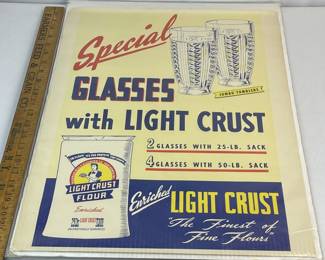 Special
JUMBO TUMBLERS
GLASSES
with LIGHT CRUST
2 GLASSES WITH 25-LB. SACK
4 GLASSES WITH 50-LB. SACK
LIGHT CRUST
FLOUR
Enriched
Enriched LIGHT CRUST
"The Finest of
Fine Flours"